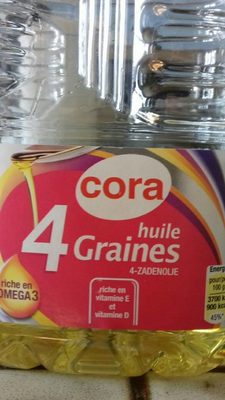 cora
4
huile
Graines
4-ZADENOLIE
riche en
OMEGA3
riche en
vitamine E
et
vitamine D
Energi
pour/p
100 g
3700 k
900 kc
45%*